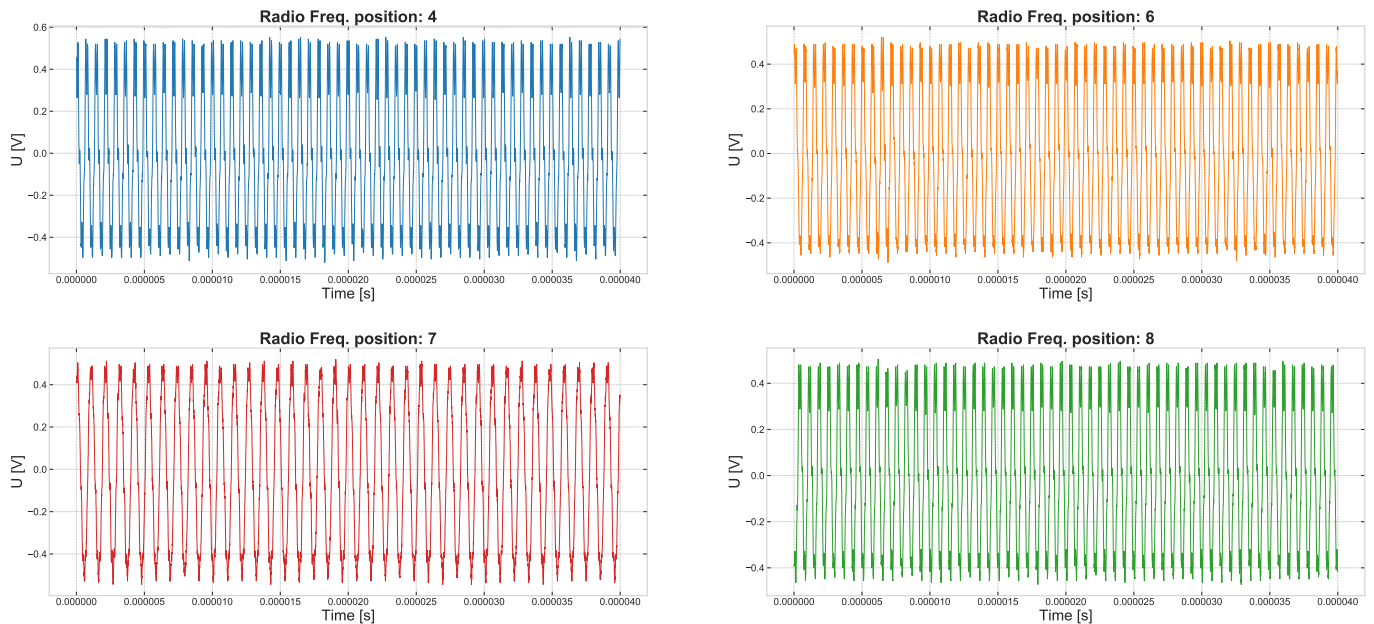 Radio Freq. position: 4
0.6
0.4
0.2
0.0
−0.2
−0.4
U [V]
0.000000 0.000005 0.000010 0.000015 0.000020 0.000025 0.000030 0.000035 0.000040
Time [s]
Radio Freq. position: 6
0.4
0.2
0.0
−0.2
−0.4
U [V]
0.000000 0.000005 0.000010 0.000015 0.000020 0.000025 0.000030 0.000035 0.000040
Time [s]
Radio Freq. position: 7
0.4
0.2
0.0
−0.2
−0.4
U [V]
0.000000 0.000005 0.000010 0.000015 0.000020 0.000025 0.000030 0.000035 0.000040
Time [s]
Radio Freq. position: 8
0.4
0.2
0.0
−0.2
−0.4
U [V]
0.000000 0.000005 0.000010 0.000015 0.000020 0.000025 0.000030 0.000035 0.000040
Time [s]